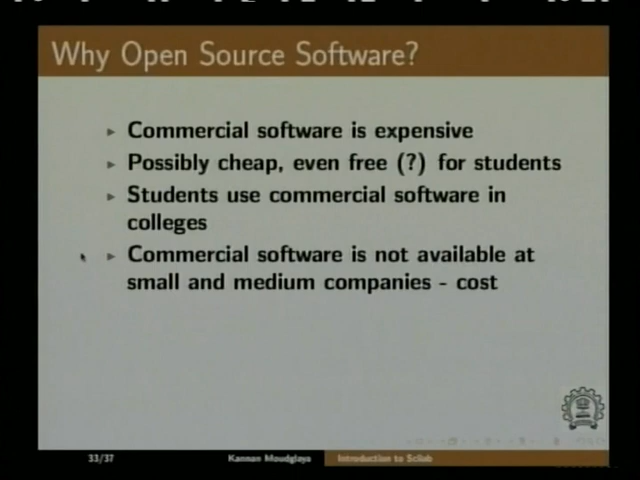 Why Open Source Software?
Commercial software is expensive
Possibly cheap, even free (?) for students
Students use commercial software in
colleges
Commercial software is not available at
small and medium companies - cost
33/37 Kannan Moudgalya Introduction to Scilab